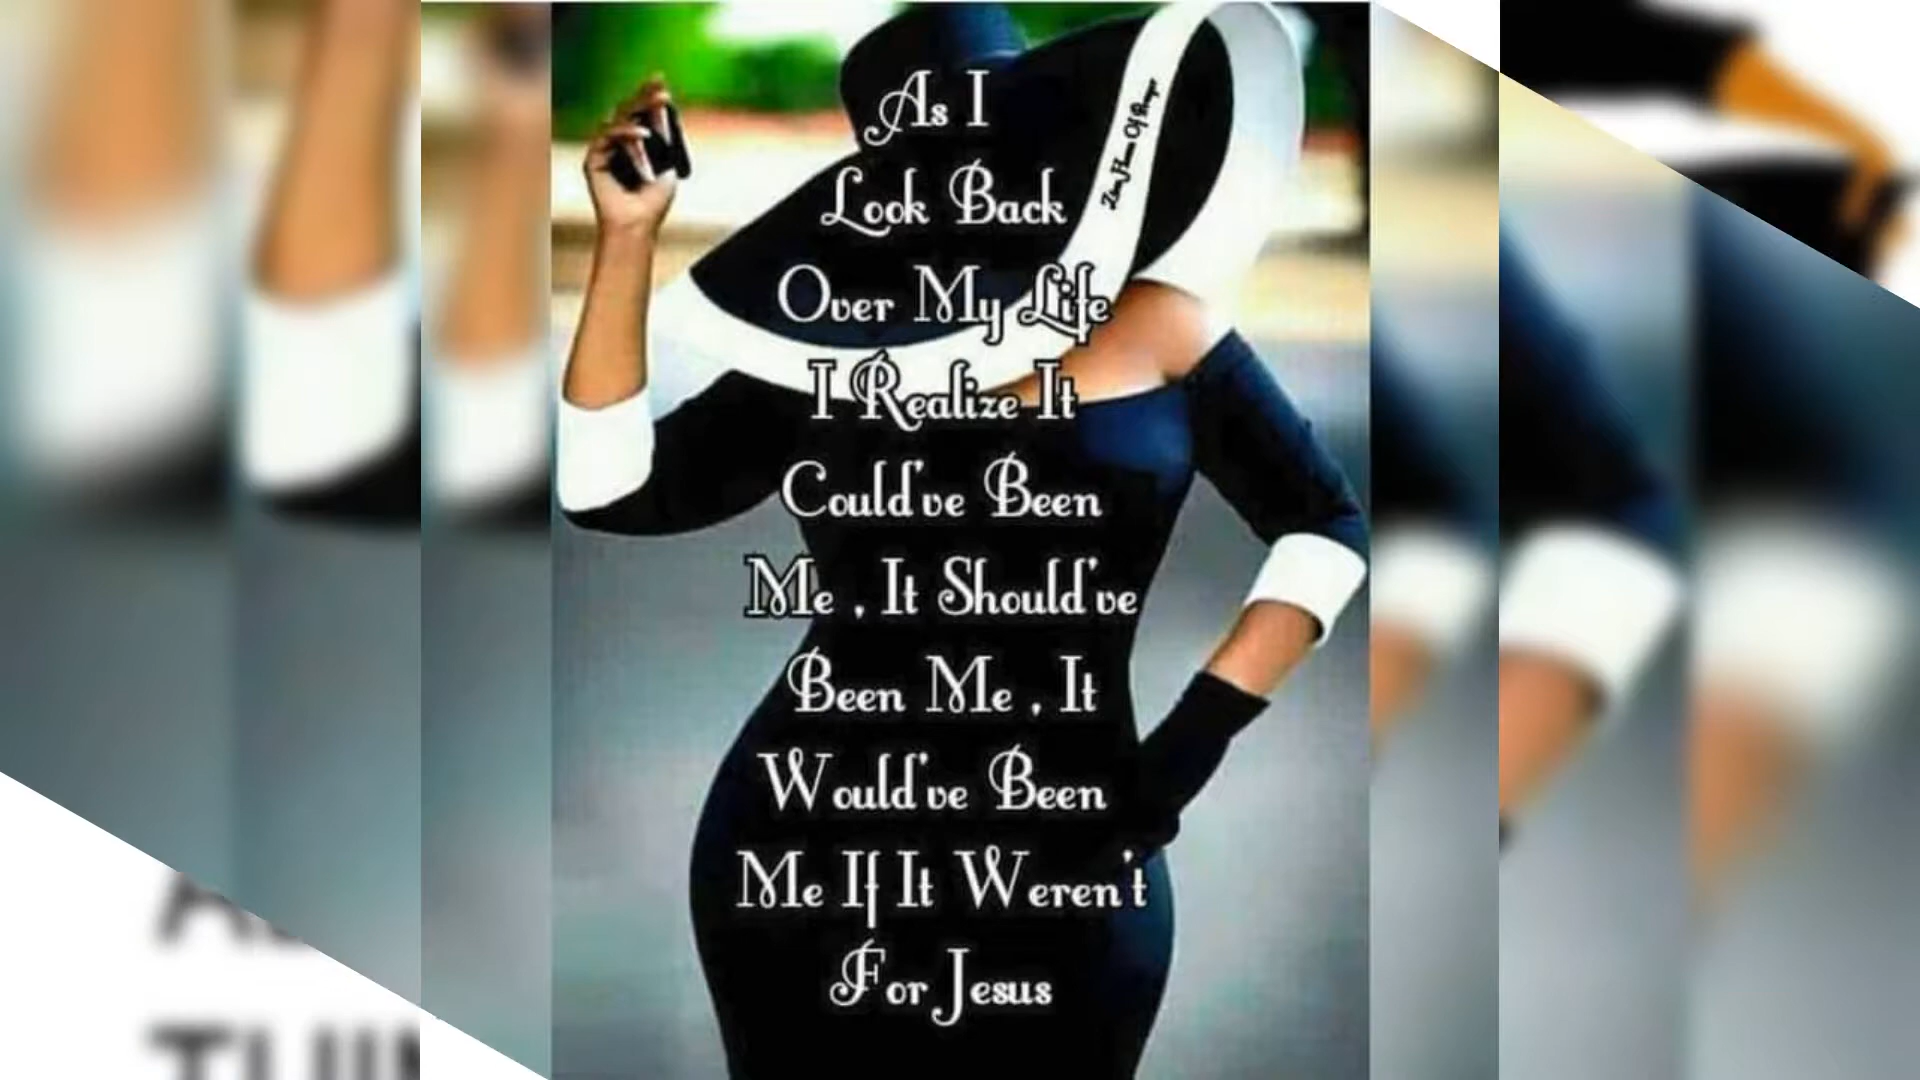 As I
Look Back
Over My Life
I Realize It
Could've Been
Me , It Should've
Been Me , It
Would've Been
Me If It Weren't
For Jesus
Of